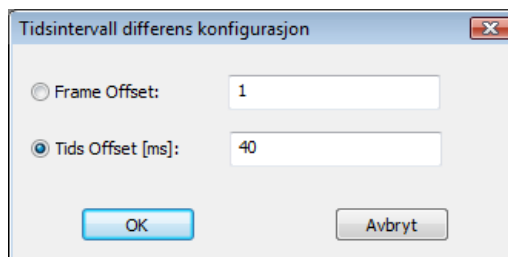 Tidsintervall differens konfigurasjon
Frame Offset: 1
Tids Offset [ms]: 40
OK Avbryt